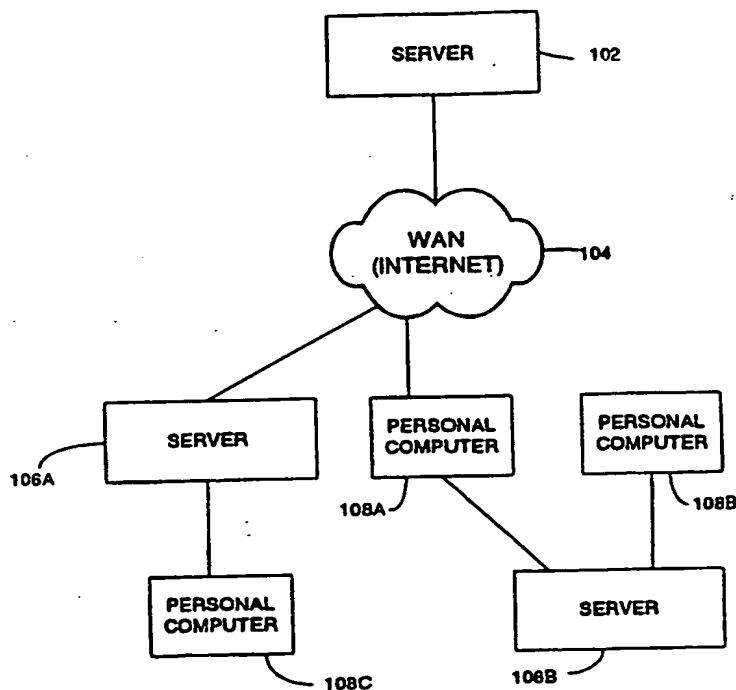 SERVER
102
WAN
(INTERNET)
104
SERVER
106A
PERSONAL
COMPUTER
108A
PERSONAL
COMPUTER
108B
PERSONAL
COMPUTER
108C
SERVER
106B